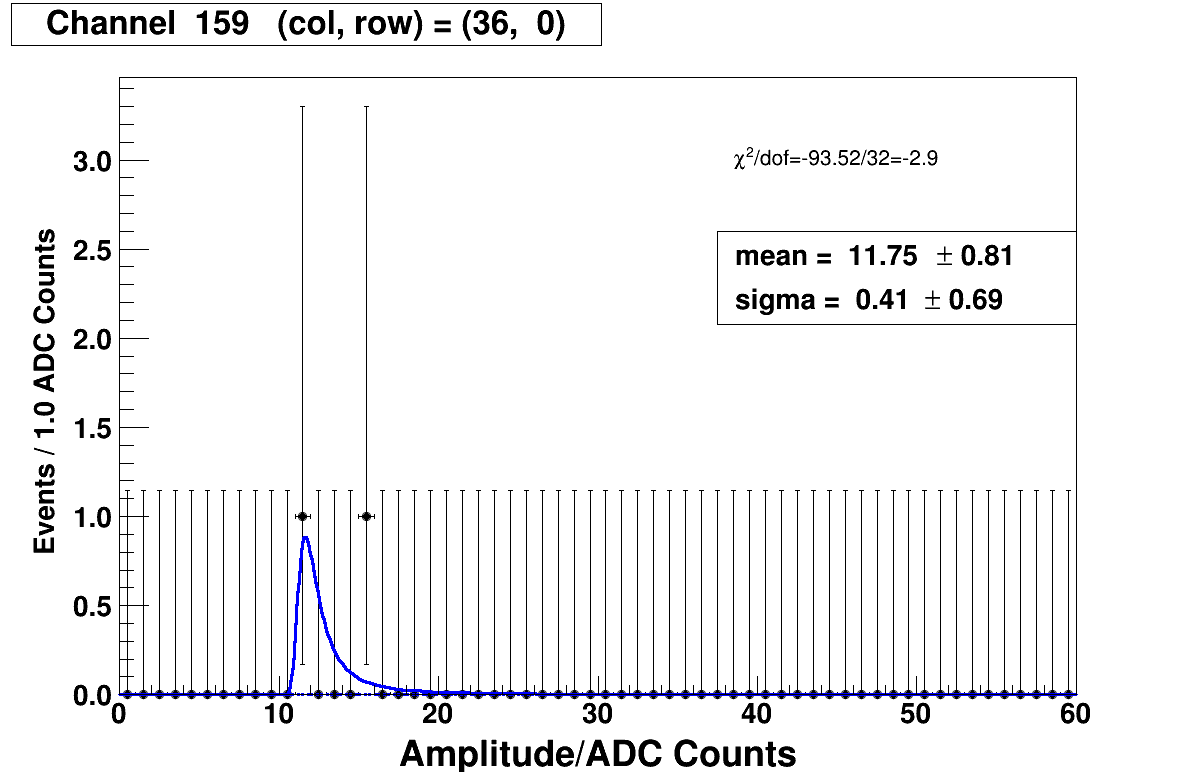 Channel 159 (col, row) = (36, 0)
3.0
2.5
2.0
1.5
1.0
0.5
0.0
Events / 1.0 ADC Counts
χ²/dof=-93.52/32=-2.9
mean = 11.75 ± 0.81
sigma = 0.41 ± 0.69
0 10 20 30 40 50 60
Amplitude/ADC Counts